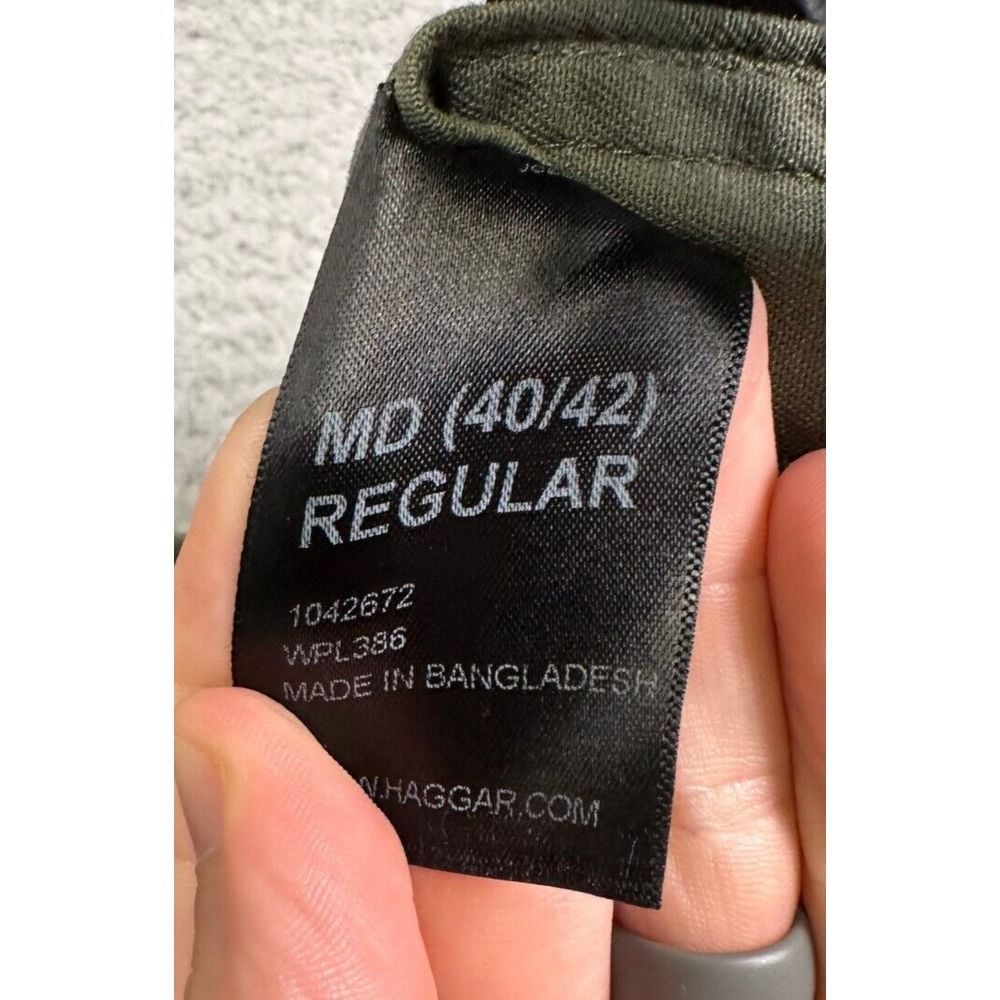 MD (40/42)
REGULAR
1042672
WPL386
MADE IN BANGLADESH
W.HAGGAR.COM